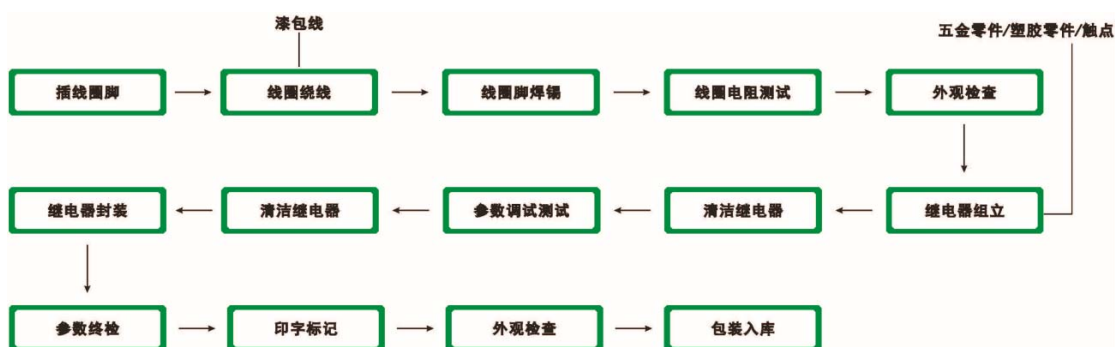 漆包线
五金零件/塑胶零件/触点
插线圈脚
线圈绕线
线圈脚焊锡
线圈电阻测试
外观检查
继电器封装
清洁继电器
参数调试测试
清洁继电器
继电器组立
参数终检
印字标记
外观检查
包装入库